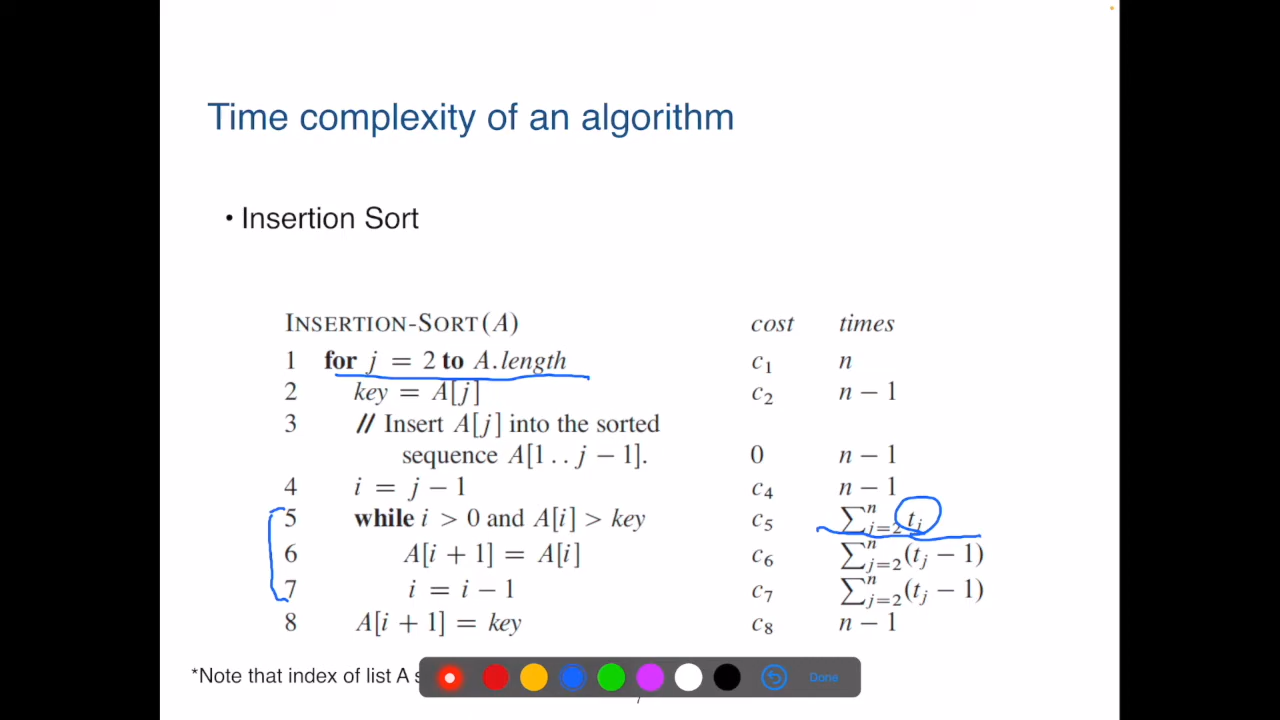 Time complexity of an algorithm
• Insertion Sort
INSERTION-SORT(A) cost times
1 for j = 2 to A.length c₁ n
2 key = A[j] c₂ n − 1
3 // Insert A[j] into the sorted
sequence A[1 . . j − 1]. 0 n − 1
4 i = j − 1 c₄ n − 1
5 while i > 0 and A[i] > key c₅ ∑ⁿⱼ₌₂ tⱼ
6 A[i + 1] = A[i] c₆ ∑ⁿⱼ₌₂ (tⱼ − 1)
7 i = i − 1 c₇ ∑ⁿⱼ₌₂ (tⱼ − 1)
8 A[i + 1] = key c₈ n − 1
*Note that index of list A s
Done